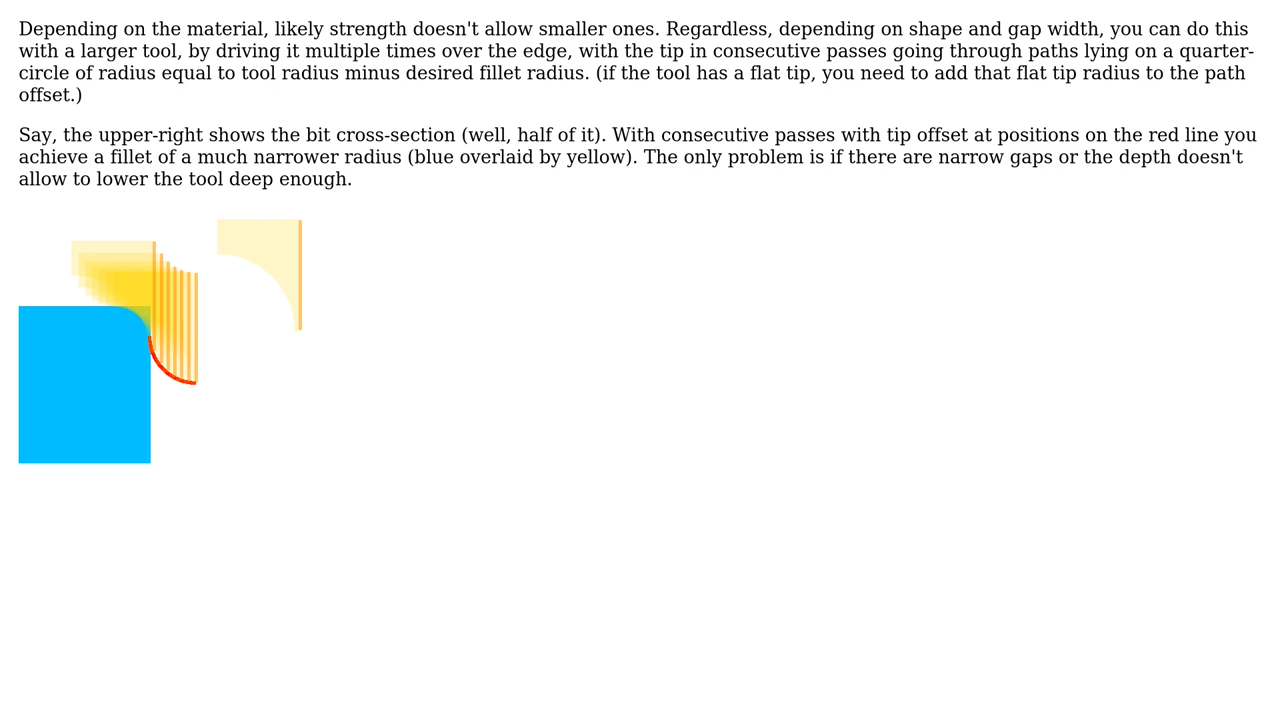 Depending on the material, likely strength doesn't allow smaller ones. Regardless, depending on shape and gap width, you can do this
with a larger tool, by driving it multiple times over the edge, with the tip in consecutive passes going through paths lying on a quarter-
circle of radius equal to tool radius minus desired fillet radius. (if the tool has a flat tip, you need to add that flat tip radius to the path
offset.)
Say, the upper-right shows the bit cross-section (well, half of it). With consecutive passes with tip offset at positions on the red line you
achieve a fillet of a much narrower radius (blue overlaid by yellow). The only problem is if there are narrow gaps or the depth doesn't
allow to lower the tool deep enough.